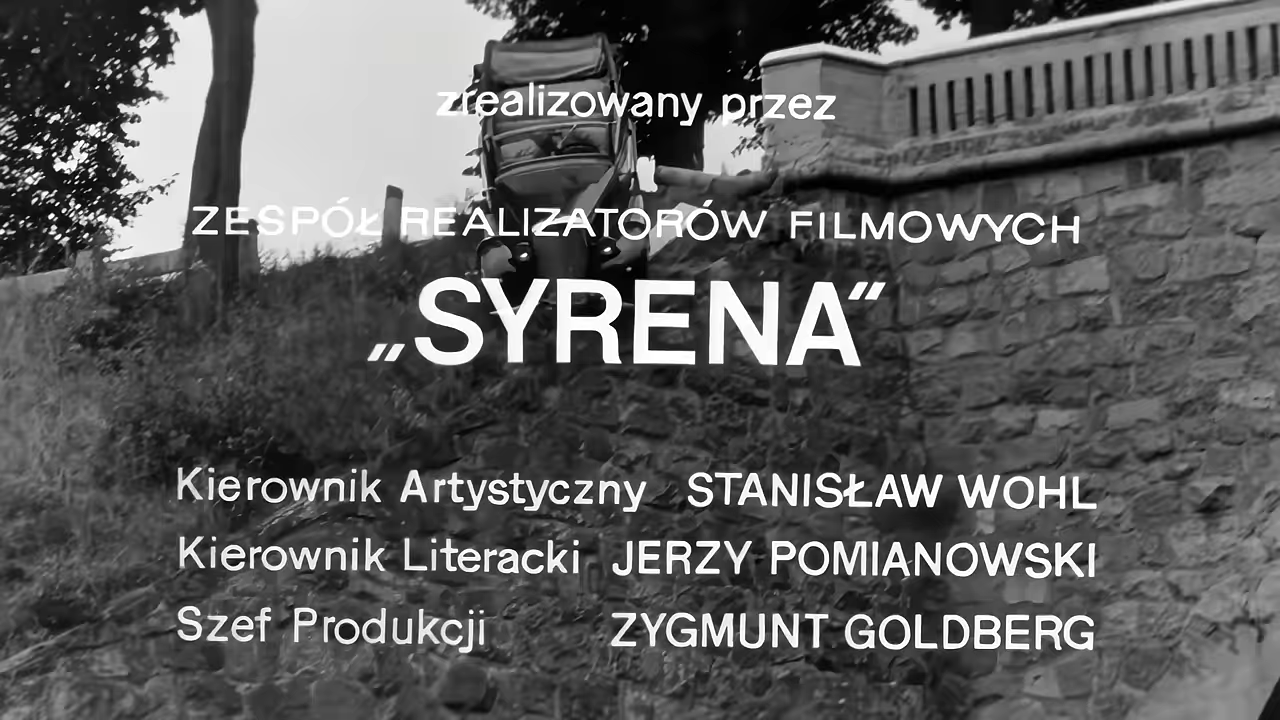 zrealizowany przez
ZESPÓŁ REALIZATORÓW FILMOWYCH
„SYRENA”
Kierownik Artystyczny STANISŁAW WOHL
Kierownik Literacki JERZY POMIANOWSKI
Szef Produkcji ZYGMUNT GOLDBERG